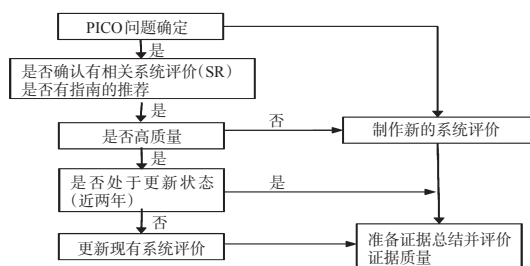 PICO问题确定
是
是否确认有相关系统评价(SR)
是否有指南的推荐
是
是否高质量
否
制作新的系统评价
是
是否处于更新状态
(近两年)
是
否
更新现有系统评价
准备证据总结并评价
证据质量